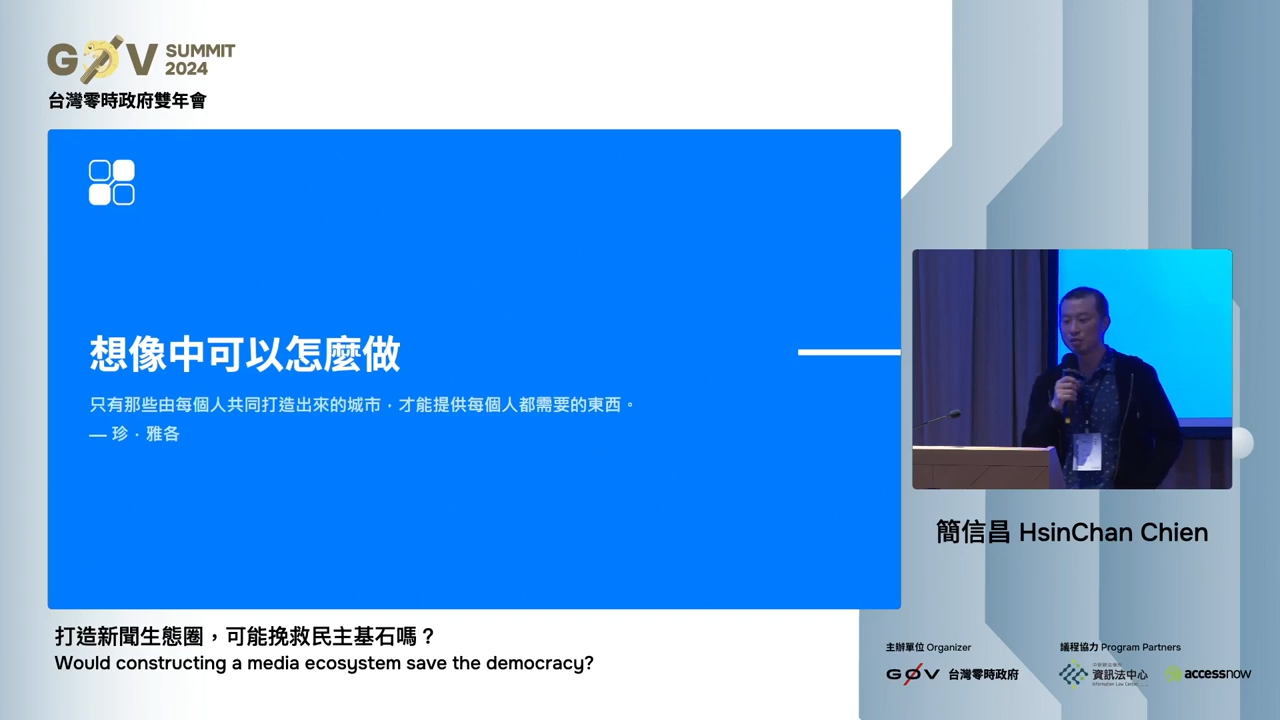 G0V SUMMIT 2024
台灣零時政府雙年會
想像中可以怎麼做
只有那些由每個人共同打造出來的城市，才能提供每個人都需要的東西。
— 珍．雅各
簡信昌 HsinChan Chien
打造新聞生態圈，可能挽救民主基石嗎？
Would constructing a media ecosystem save the democracy?
主辦單位 Organizer
G0V 台灣零時政府
議程協力 Program Partners
資訊法中心
Information Law Center
accessnow